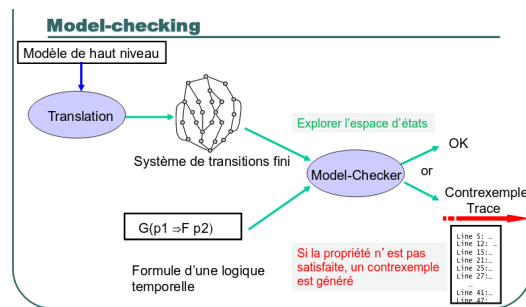 Model-checking
Modèle de haut niveau
Translation
Explorer l'espace d'états
OK
Système de transitions fini
Model-Checker
or
Contrexemple
Trace
G(p1 ⇒F p2)
Formule d'une logique
temporelle
Si la propriété n'est pas
satisfaite, un contrexemple
est généré
Line 5: …
Line 12: …
Line 15:…
Line 21:…
Line 25:…
Line 27:…
…
Line 41:…
Line 47: